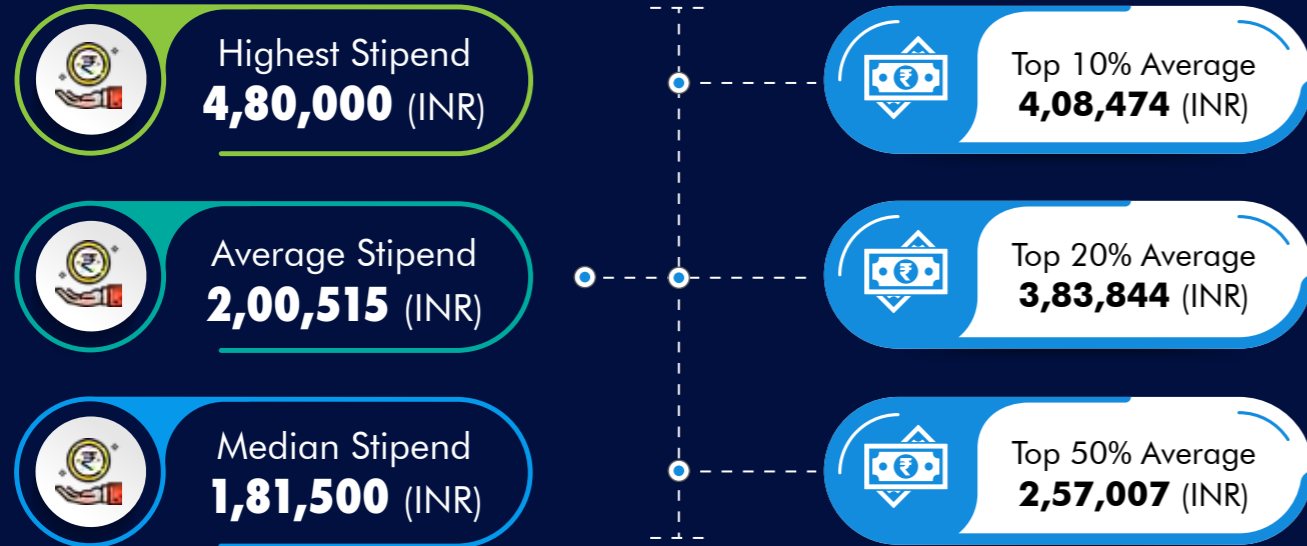 Highest Stipend
4,80,000 (INR)
Average Stipend
2,00,515 (INR)
Median Stipend
1,81,500 (INR)
Top 10% Average
4,08,474 (INR)
Top 20% Average
3,83,844 (INR)
Top 50% Average
2,57,007 (INR)